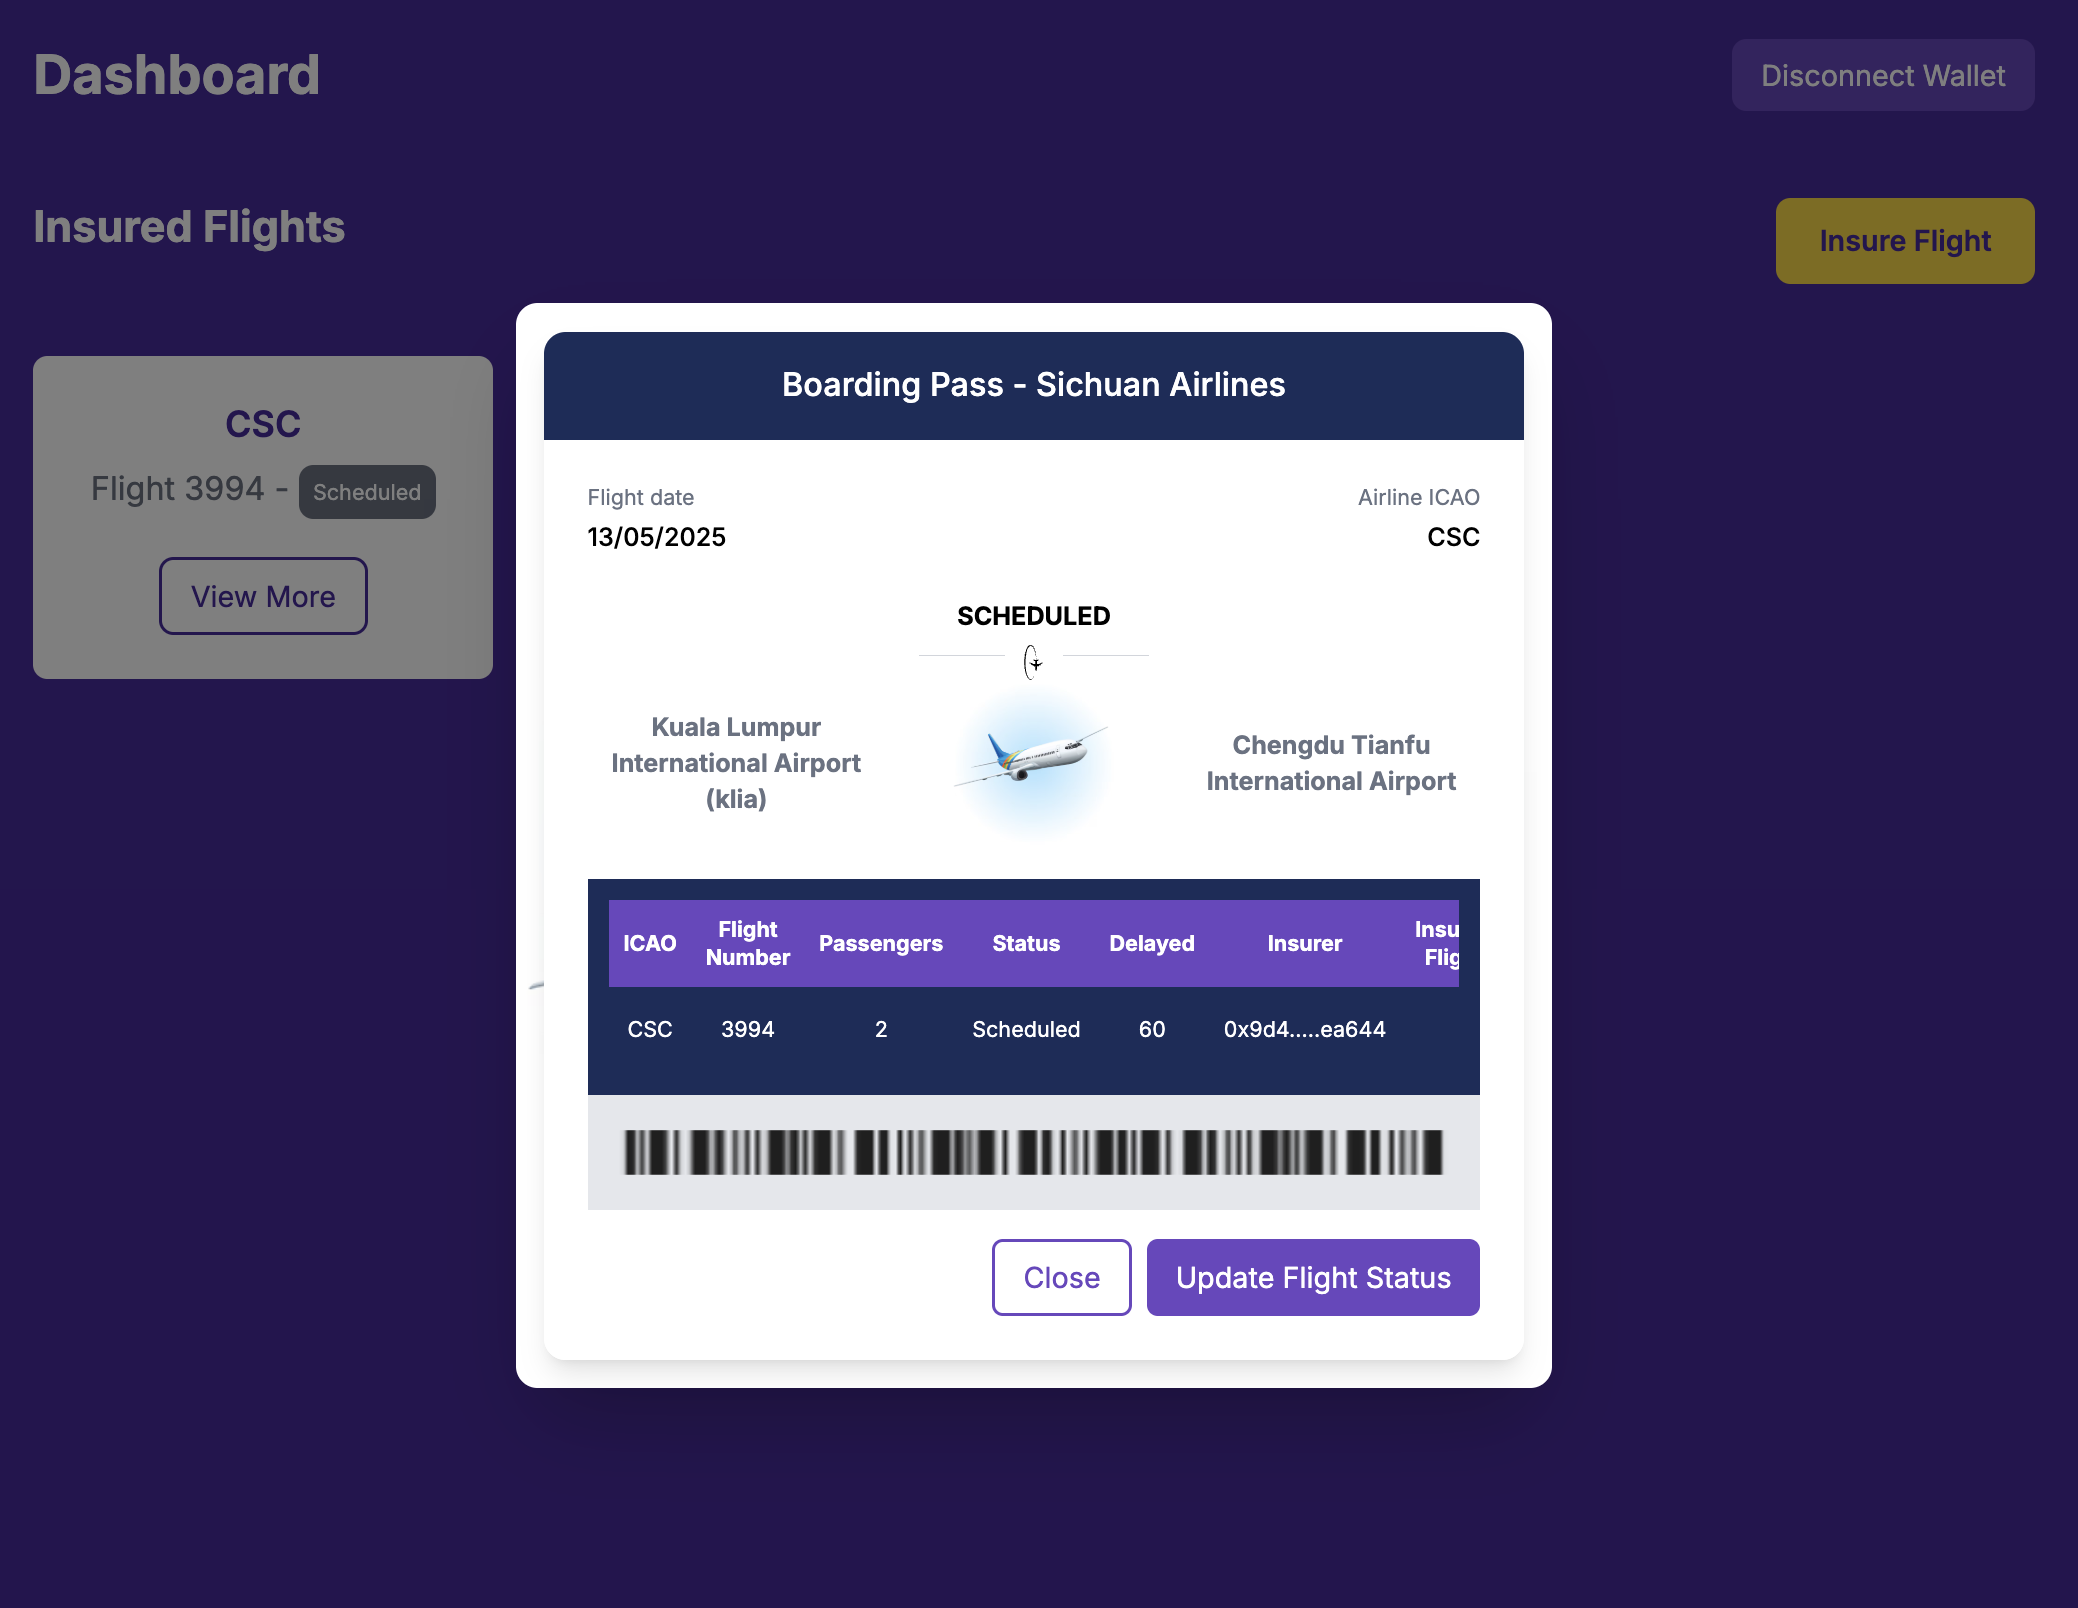 Dashboard
Disconnect Wallet
Insured Flights
Insure Flight
CSC
Flight 3994 - Scheduled
View More
Boarding Pass - Sichuan Airlines
Flight date
Airline ICAO
13/05/2025
CSC
SCHEDULED
Kuala Lumpur
International Airport
(klia)
Chengdu Tianfu
International Airport
ICAO
Flight
Number
Passengers
Status
Delayed
Insurer
CSC
3994
2
Scheduled
60
0x9d4.....ea644
Close
Update Flight Status